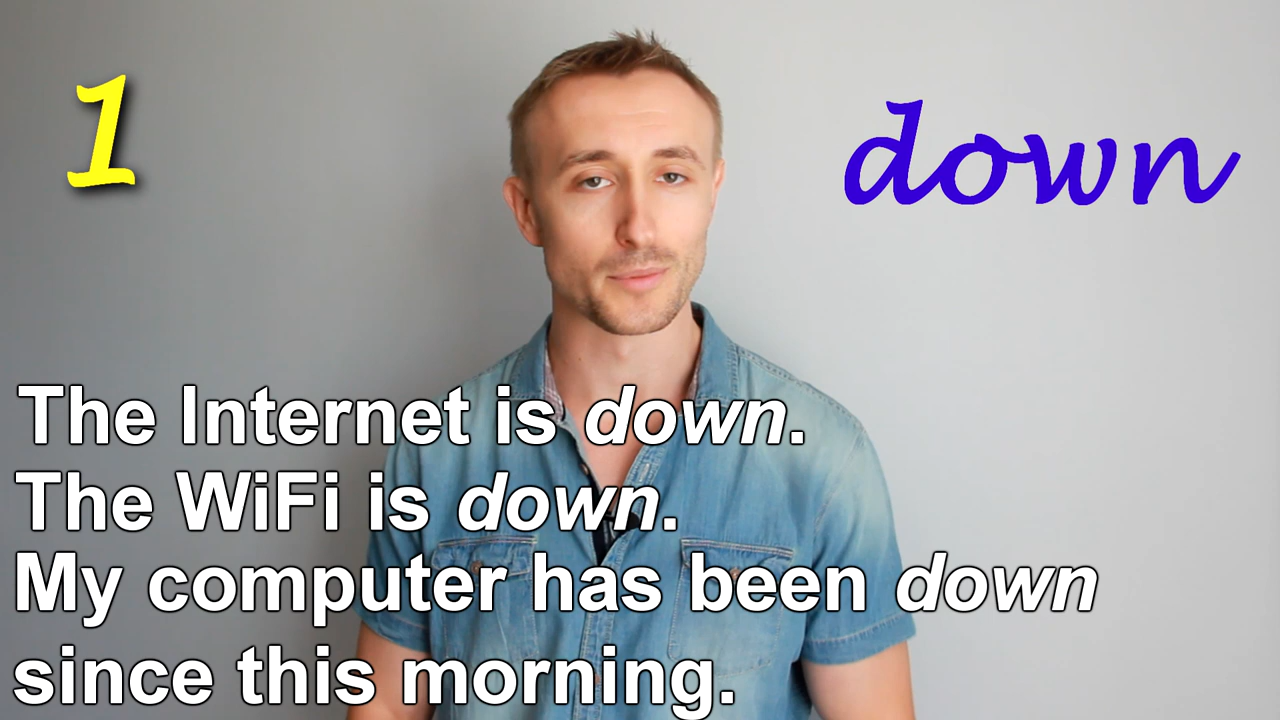 1
down
The Internet is down.
The WiFi is down.
My computer has been down
since this morning.